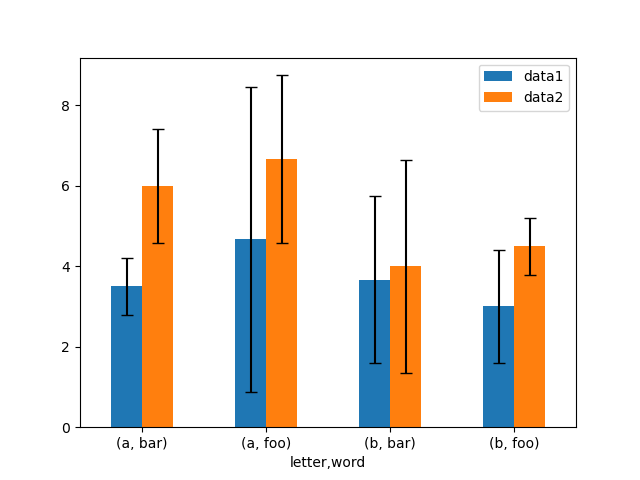 data1
data2
8
6
4
2
0
(a, bar) (a, foo) (b, bar) (b, foo)
letter,word